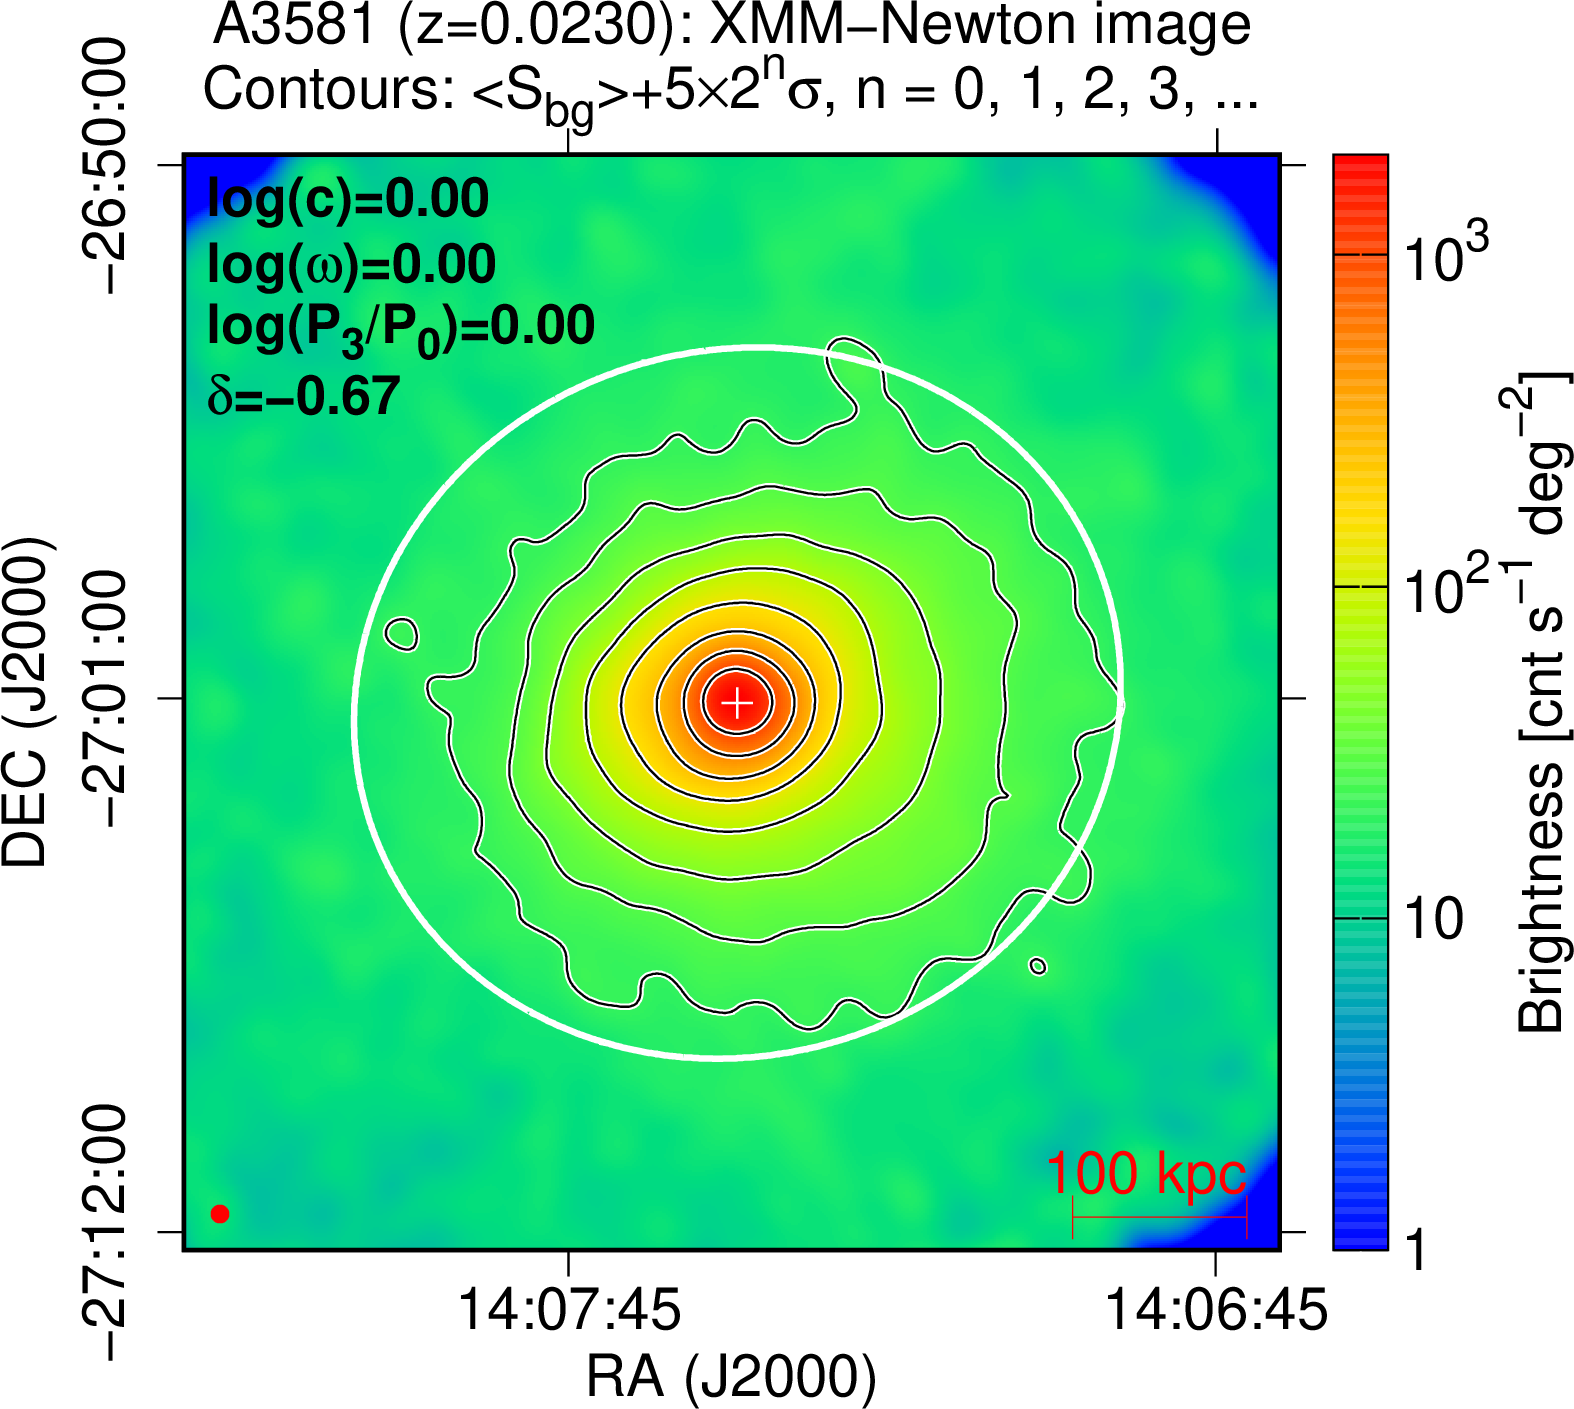 A3581 (z=0.0230): XMM−Newton image
Contours: <S_bg>+5×2^n σ, n = 0, 1, 2, 3, ...
log(c)=0.00
log(ω)=0.00
log(P_3/P_0)=0.00
δ=−0.67
−26:50:00
−27:01:00
−27:12:00
DEC (J2000)
100 kpc
14:07:45
14:06:45
RA (J2000)
10^3
10^2
10
1
Brightness [cnt s^−1 deg^−2]